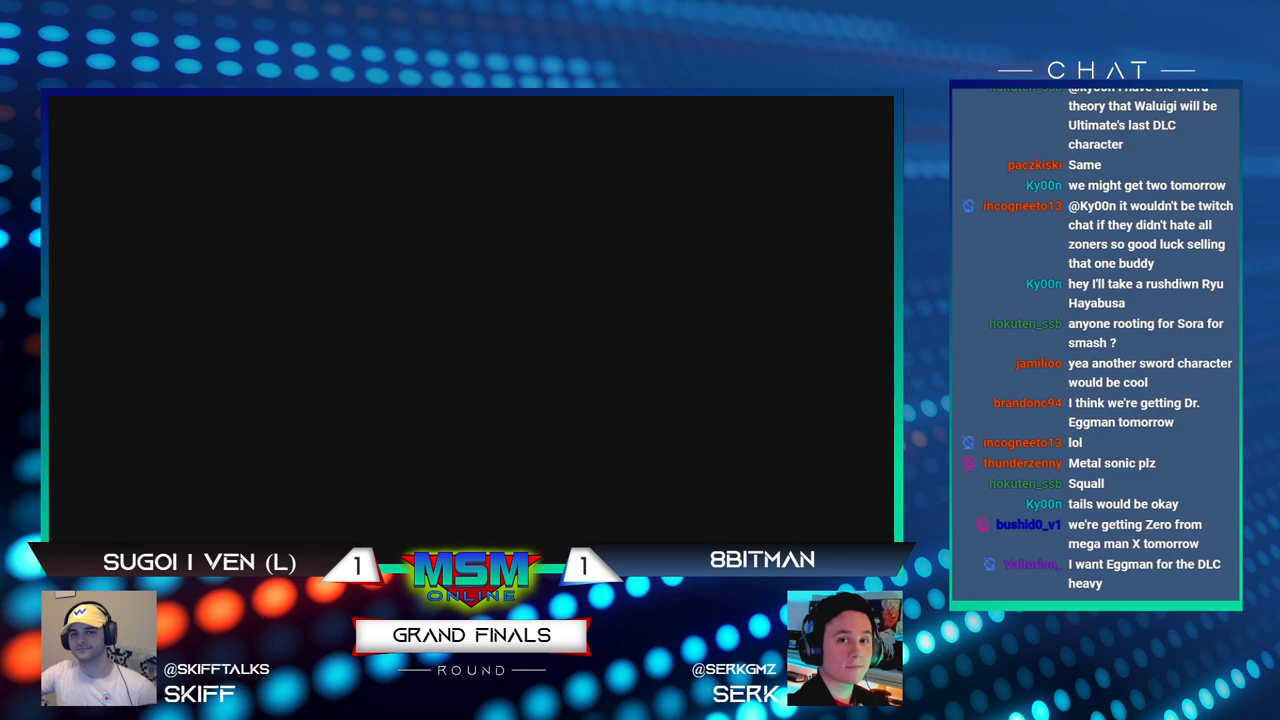 CHAT
hokuten_ssb @Ky00n I have the weird
theory that Waluigi will be
Ultimate's last DLC
character
paczkiski Same
Ky00n we might get two tomorrow
incogneeto13 @Ky00n it wouldn't be twitch
chat if they didn't hate all
zoners so good luck selling
that one buddy
Ky00n hey I'll take a rushdiwn Ryu
Hayabusa
hokuten_ssb anyone rooting for Sora for
smash ?
jamilioo yea another sword character
would be cool
brandonc94 I think we're getting Dr.
Eggman tomorrow
incogneeto13 lol
thunderzenny Metal sonic plz
hokuten_ssb Squall
Ky00n tails would be okay
bushid0_v1 we're getting Zero from
mega man X tomorrow
I want Eggman for the DLC
heavy
SUGOI I VEN (L) 1
MSM
ONLINE
1 8BITMAN
GRAND FINALS
ROUND
@SKIFFTALKS
SKIFF
@SERKGMZ
SERK